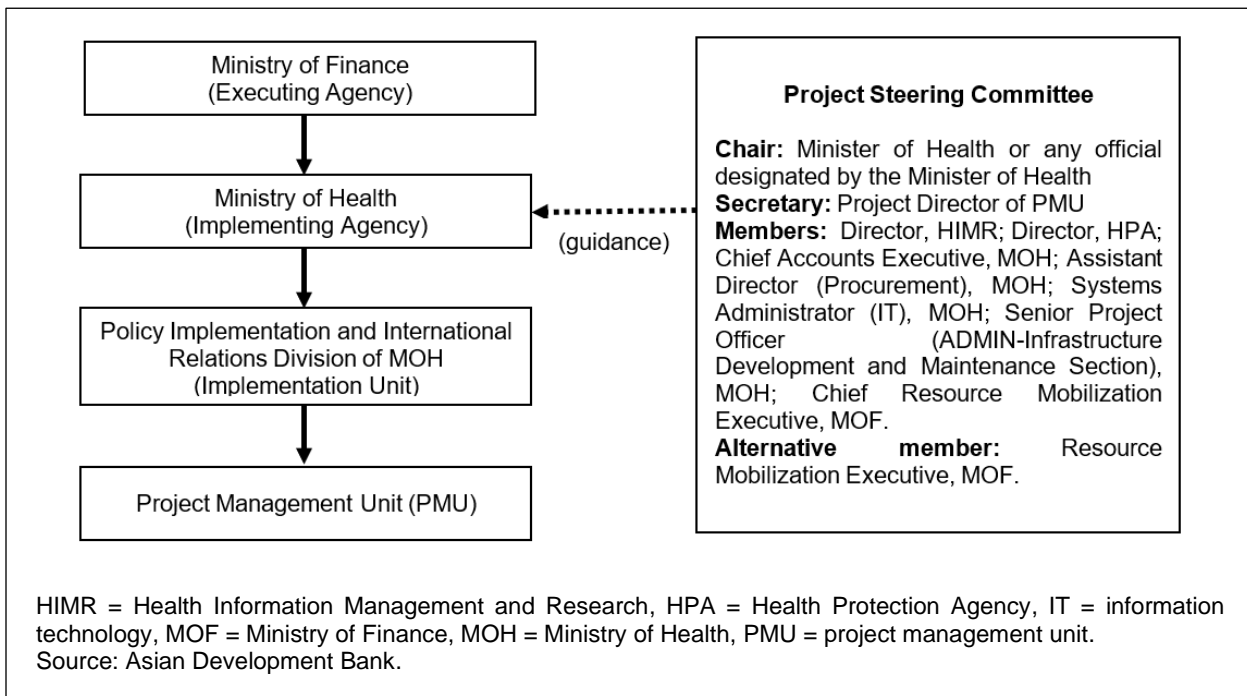 Ministry of Finance
(Executing Agency)
Ministry of Health
(Implementing Agency)
(guidance)
Policy Implementation and International
Relations Division of MOH
(Implementation Unit)
Project Management Unit (PMU)
Project Steering Committee
Chair: Minister of Health or any official
designated by the Minister of Health
Secretary: Project Director of PMU
Members: Director, HIMR; Director, HPA;
Chief Accounts Executive, MOH; Assistant
Director (Procurement), MOH; Systems
Administrator (IT), MOH; Senior Project
Officer (ADMIN-Infrastructure
Development and Maintenance Section),
MOH; Chief Resource Mobilization
Executive, MOF.
Alternative member: Resource
Mobilization Executive, MOF.
HIMR = Health Information Management and Research, HPA = Health Protection Agency, IT = information
technology, MOF = Ministry of Finance, MOH = Ministry of Health, PMU = project management unit.
Source: Asian Development Bank.